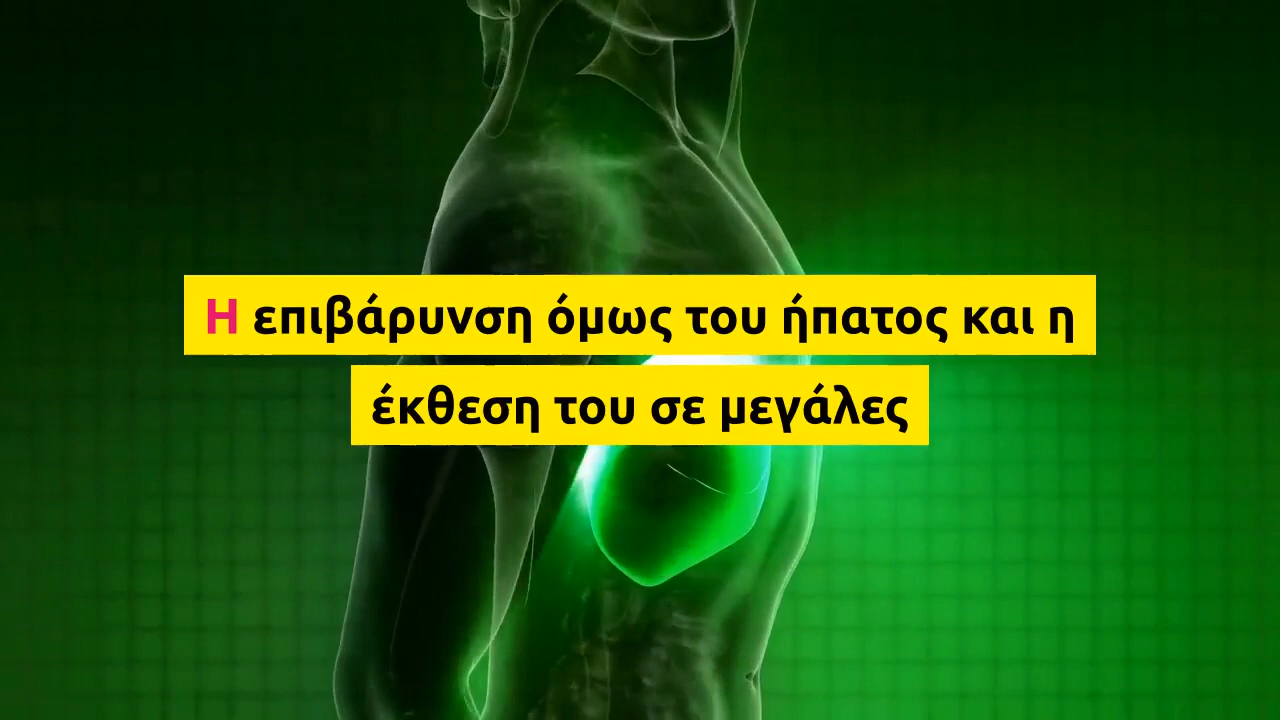 Η επιβάρυνση όμως του ήπατος και η
έκθεση του σε μεγάλες